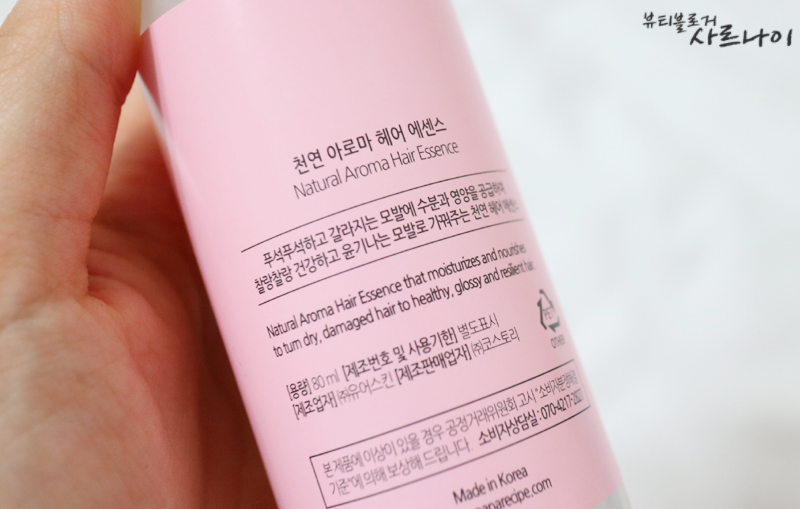 뷰티블로거
사르나이
천연 아로마 헤어 에센스
Natural Aroma Hair Essence
푸석푸석하고 갈라지는 모발에 수분과 영양을 공급하여
찰랑찰랑 건강하고 윤기나는 모발로 가꿔주는 천연 헤어 에센스
Natural Aroma Hair Essence that moisturizes and nourishes
to turn dry, damaged hair to healthy, glossy and resilient hair.
[용량] 80 ml [제조번호 및 사용기한] 별도표시
[제조업자] ㈜유어스킨 [제조판매업자] ㈜코스토리
PET
OTHER
본 제품에 이상이 있을 경우 공정거래위원회 고시 "소비자분쟁해결
기준"에 의해 보상해 드립니다. 소비자상담실 : 070-4217-2827
Made in Korea